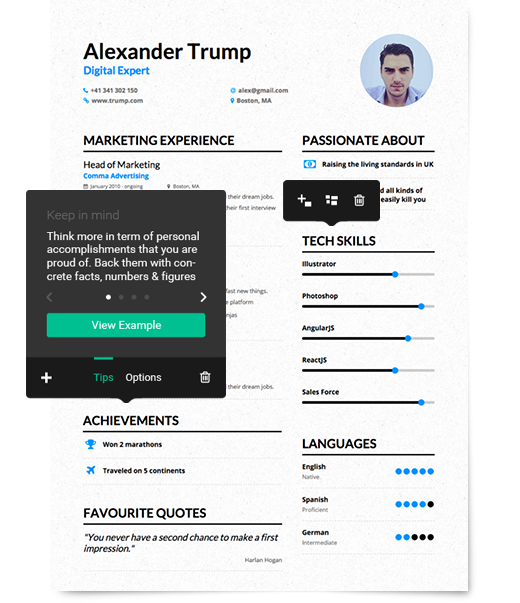 Alexander Trump
Digital Expert
+41 341 302 150
alex@gmail.com
www.trump.com
Boston, MA
MARKETING EXPERIENCE
Head of Marketing
Comma Advertising
January 2010 - ongoing
Boston, MA
their dream jobs.
their first interview
Keep in mind
Think more in term of personal
accomplishments that you are
proud of. Back them with con-
crete facts, numbers & figures
View Example
Tips
Options
fast new things.
platform
their dream jobs.
ACHIEVEMENTS
Won 2 marathons
Traveled on 5 continents
FAVOURITE QUOTES
"You never have a second chance to make a first
impression."
Harlan Hogan
PASSIONATE ABOUT
Raising the living standards in UK
all kinds of
easily kill you
TECH SKILLS
Illustrator
Photoshop
AngularJS
ReactJS
Sales Force
LANGUAGES
English
Native
Spanish
Proficient
German
Intermediate